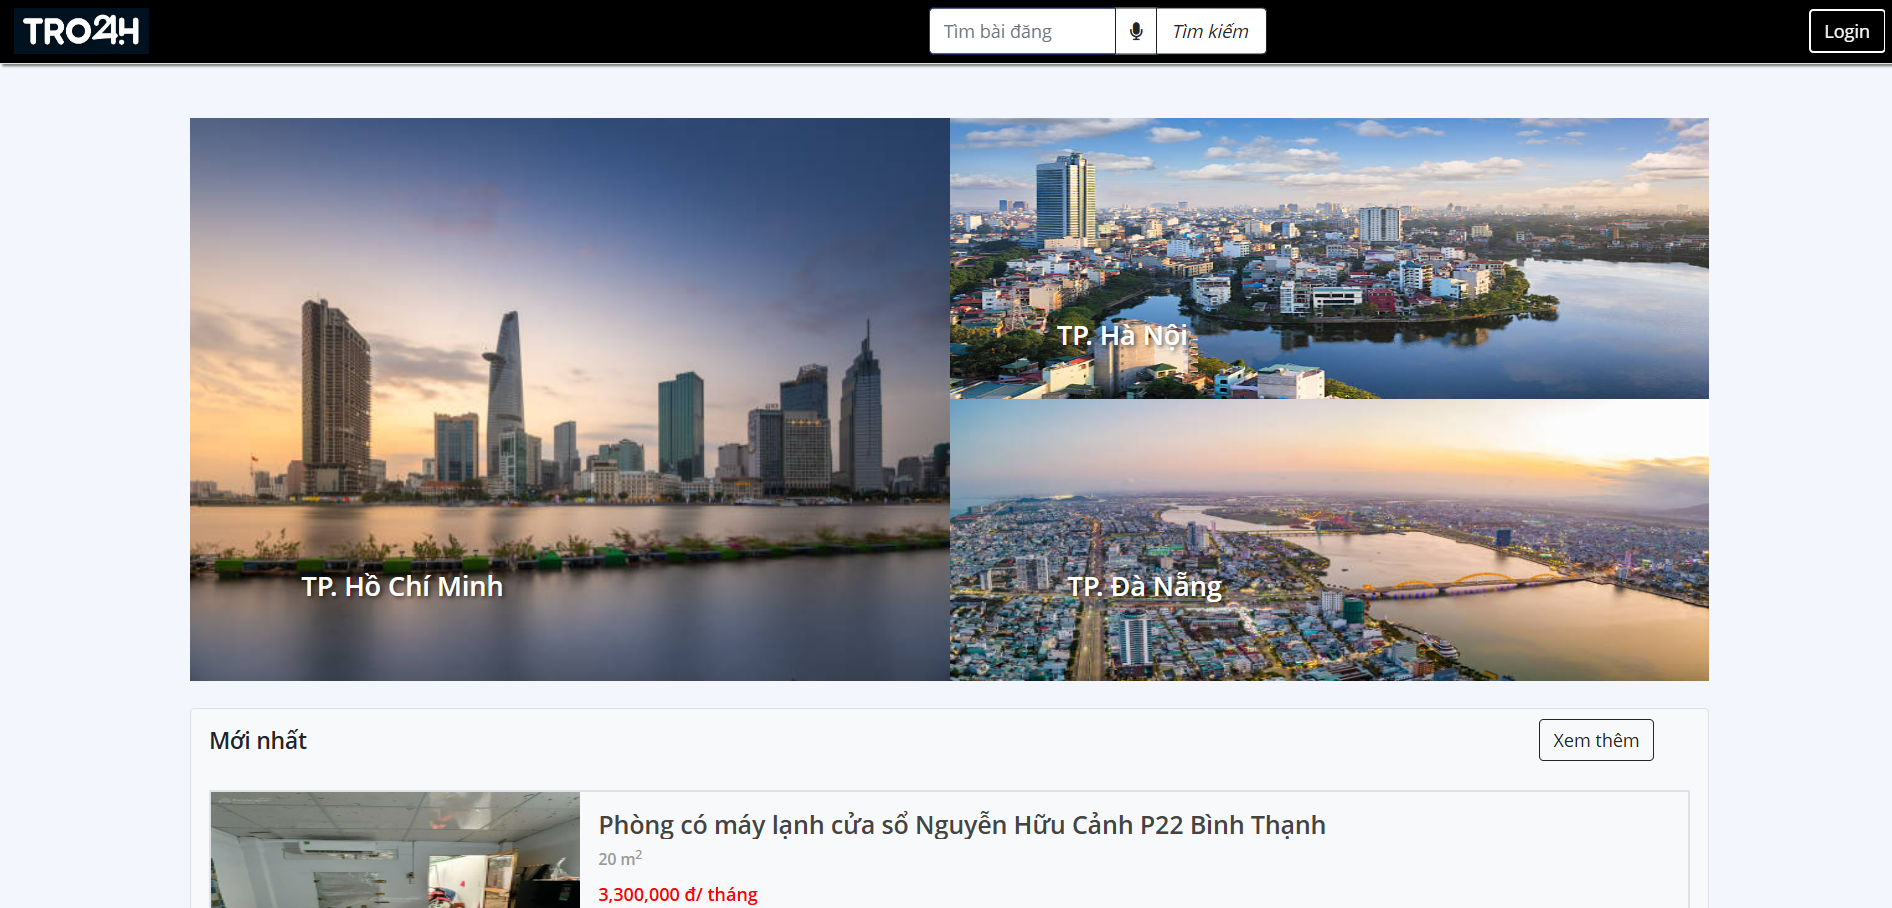 TRO24H
Tìm bài đăng
Tìm kiếm
Login
TP. Hà Nội
TP. Hồ Chí Minh
TP. Đà Nẵng
Mới nhất
Xem thêm
Phòng có máy lạnh cửa sổ Nguyễn Hữu Cảnh P22 Bình Thạnh
20 m²
3,300,000 đ/ tháng